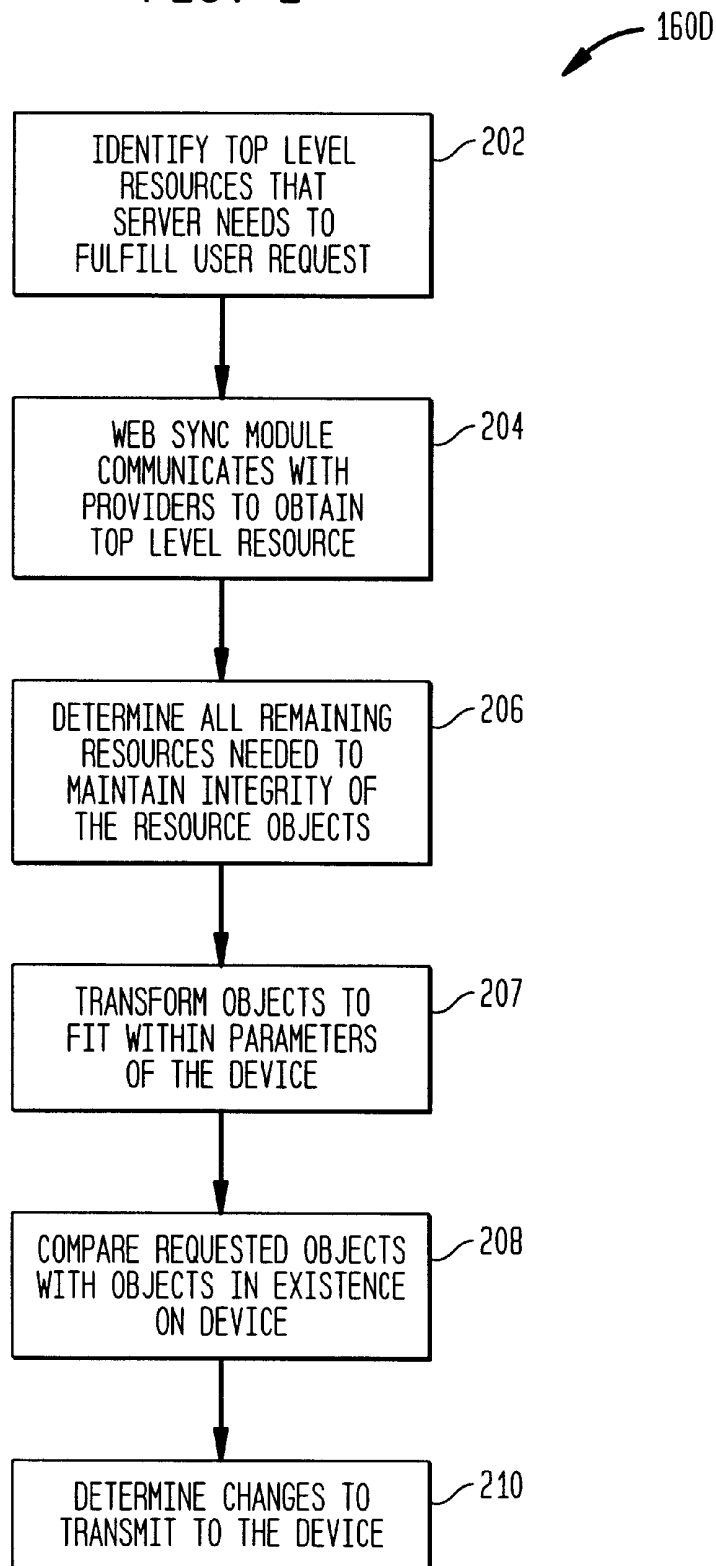 160D
IDENTIFY TOP LEVEL
RESOURCES THAT
SERVER NEEDS TO
FULFILL USER REQUEST
202
WEB SYNC MODULE
COMMUNICATES WITH
PROVIDERS TO OBTAIN
TOP LEVEL RESOURCE
204
DETERMINE ALL REMAINING
RESOURCES NEEDED TO
MAINTAIN INTEGRITY OF
THE RESOURCE OBJECTS
206
TRANSFORM OBJECTS TO
FIT WITHIN PARAMETERS
OF THE DEVICE
207
COMPARE REQUESTED OBJECTS
WITH OBJECTS IN EXISTENCE
ON DEVICE
208
DETERMINE CHANGES TO
TRANSMIT TO THE DEVICE
210